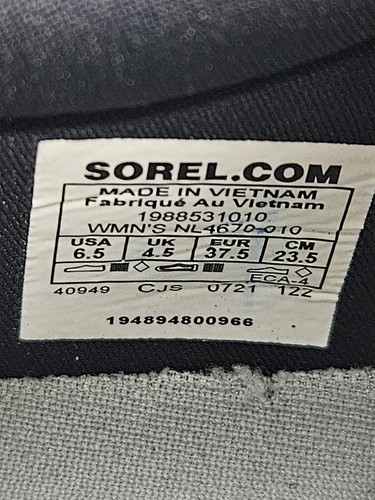 SOREL.COM
MADE IN VIETNAM
Fabriqué Au Vietnam
1988531010
WMN'S NL4670-010
USA UK EUR CM
6.5 4.5 37.5 23.5
ECA-4
40949 CJS 0721 122
194894800966